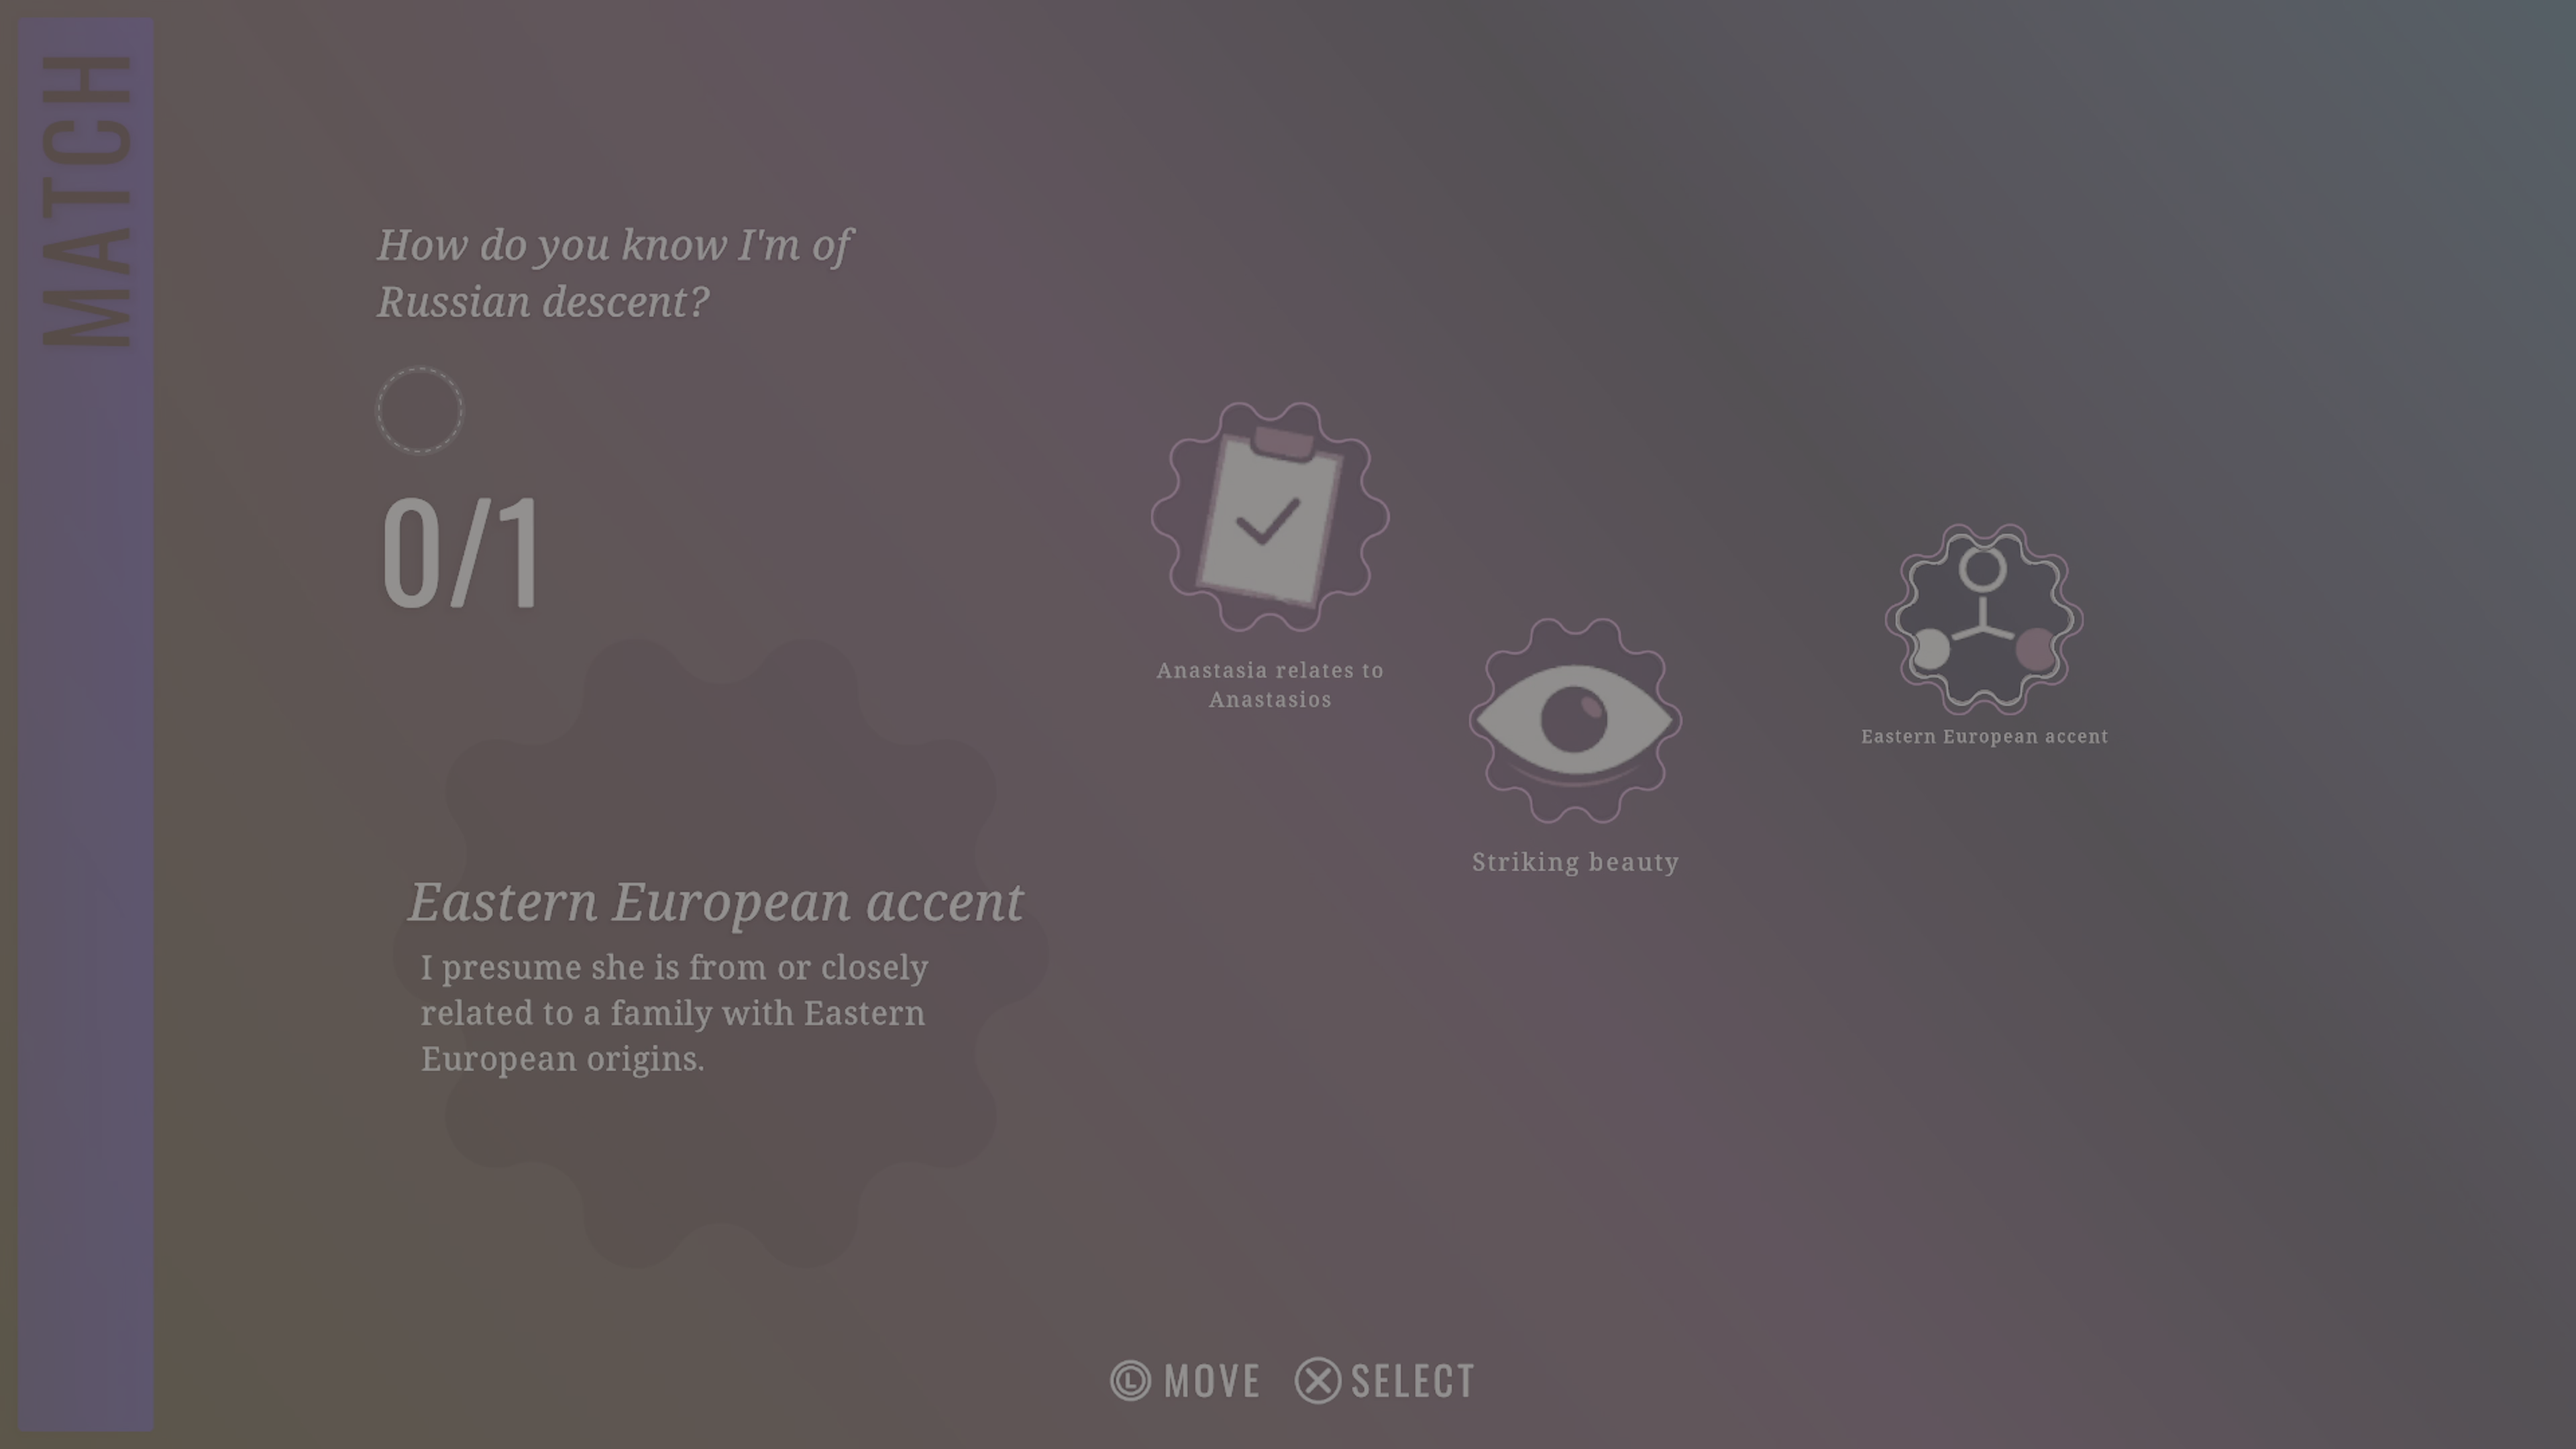 MATCH
How do you know I'm of
Russian descent?
0/1
Anastasia relates to
Anastasios
Striking beauty
Eastern European accent
Eastern European accent
I presume she is from or closely
related to a family with Eastern
European origins.
L MOVE X SELECT